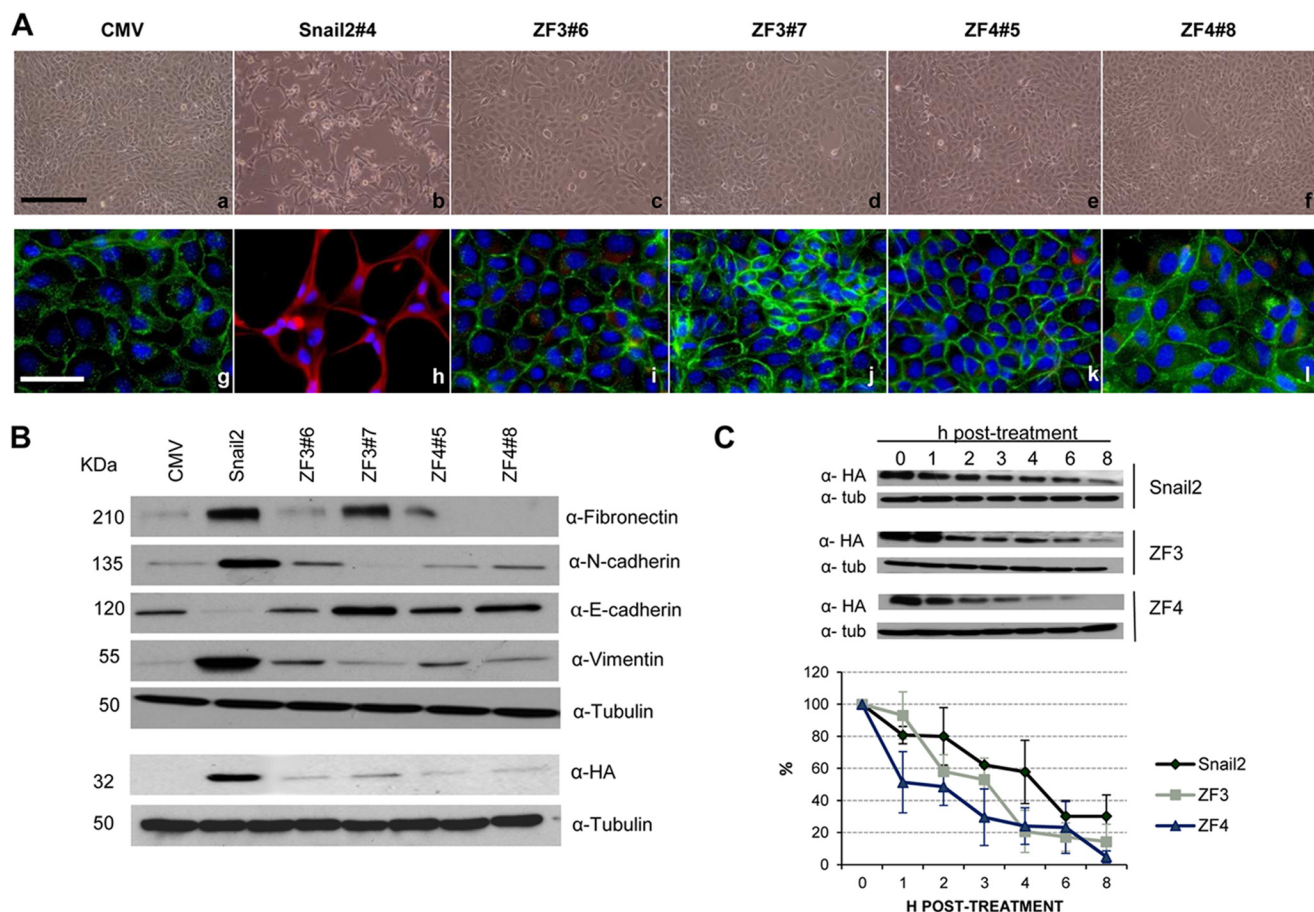 A
CMV Snail2#4 ZF3#6 ZF3#7 ZF4#5 ZF4#8
a b c d e f
g h i j k l
B
KDa CMV Snail2 ZF3#6 ZF3#7 ZF4#5 ZF4#8
210 α-Fibronectin
135 α-N-cadherin
120 α-E-cadherin
55 α-Vimentin
50 α-Tubulin
32 α-HA
50 α-Tubulin
C
h post-treatment
0 1 2 3 4 6 8
α- HA
α- tub
Snail2
α- HA
α- tub
ZF3
α- HA
α- tub
ZF4
120
100
80
60
40
20
0
%
0 1 2 3 4 6 8
H POST-TREATMENT
Snail2
ZF3
ZF4